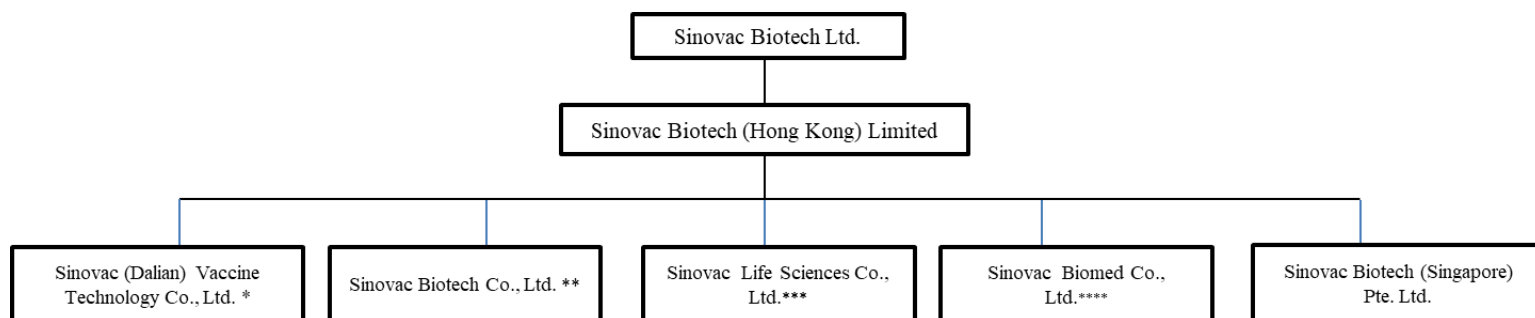 Sinovac Biotech Ltd.
Sinovac Biotech (Hong Kong) Limited
Sinovac (Dalian) Vaccine
Technology Co., Ltd. *
Sinovac Biotech Co., Ltd. **
Sinovac Life Sciences Co.,
Ltd.***
Sinovac Biomed Co.,
Ltd.****
Sinovac Biotech (Singapore)
Pte. Ltd.